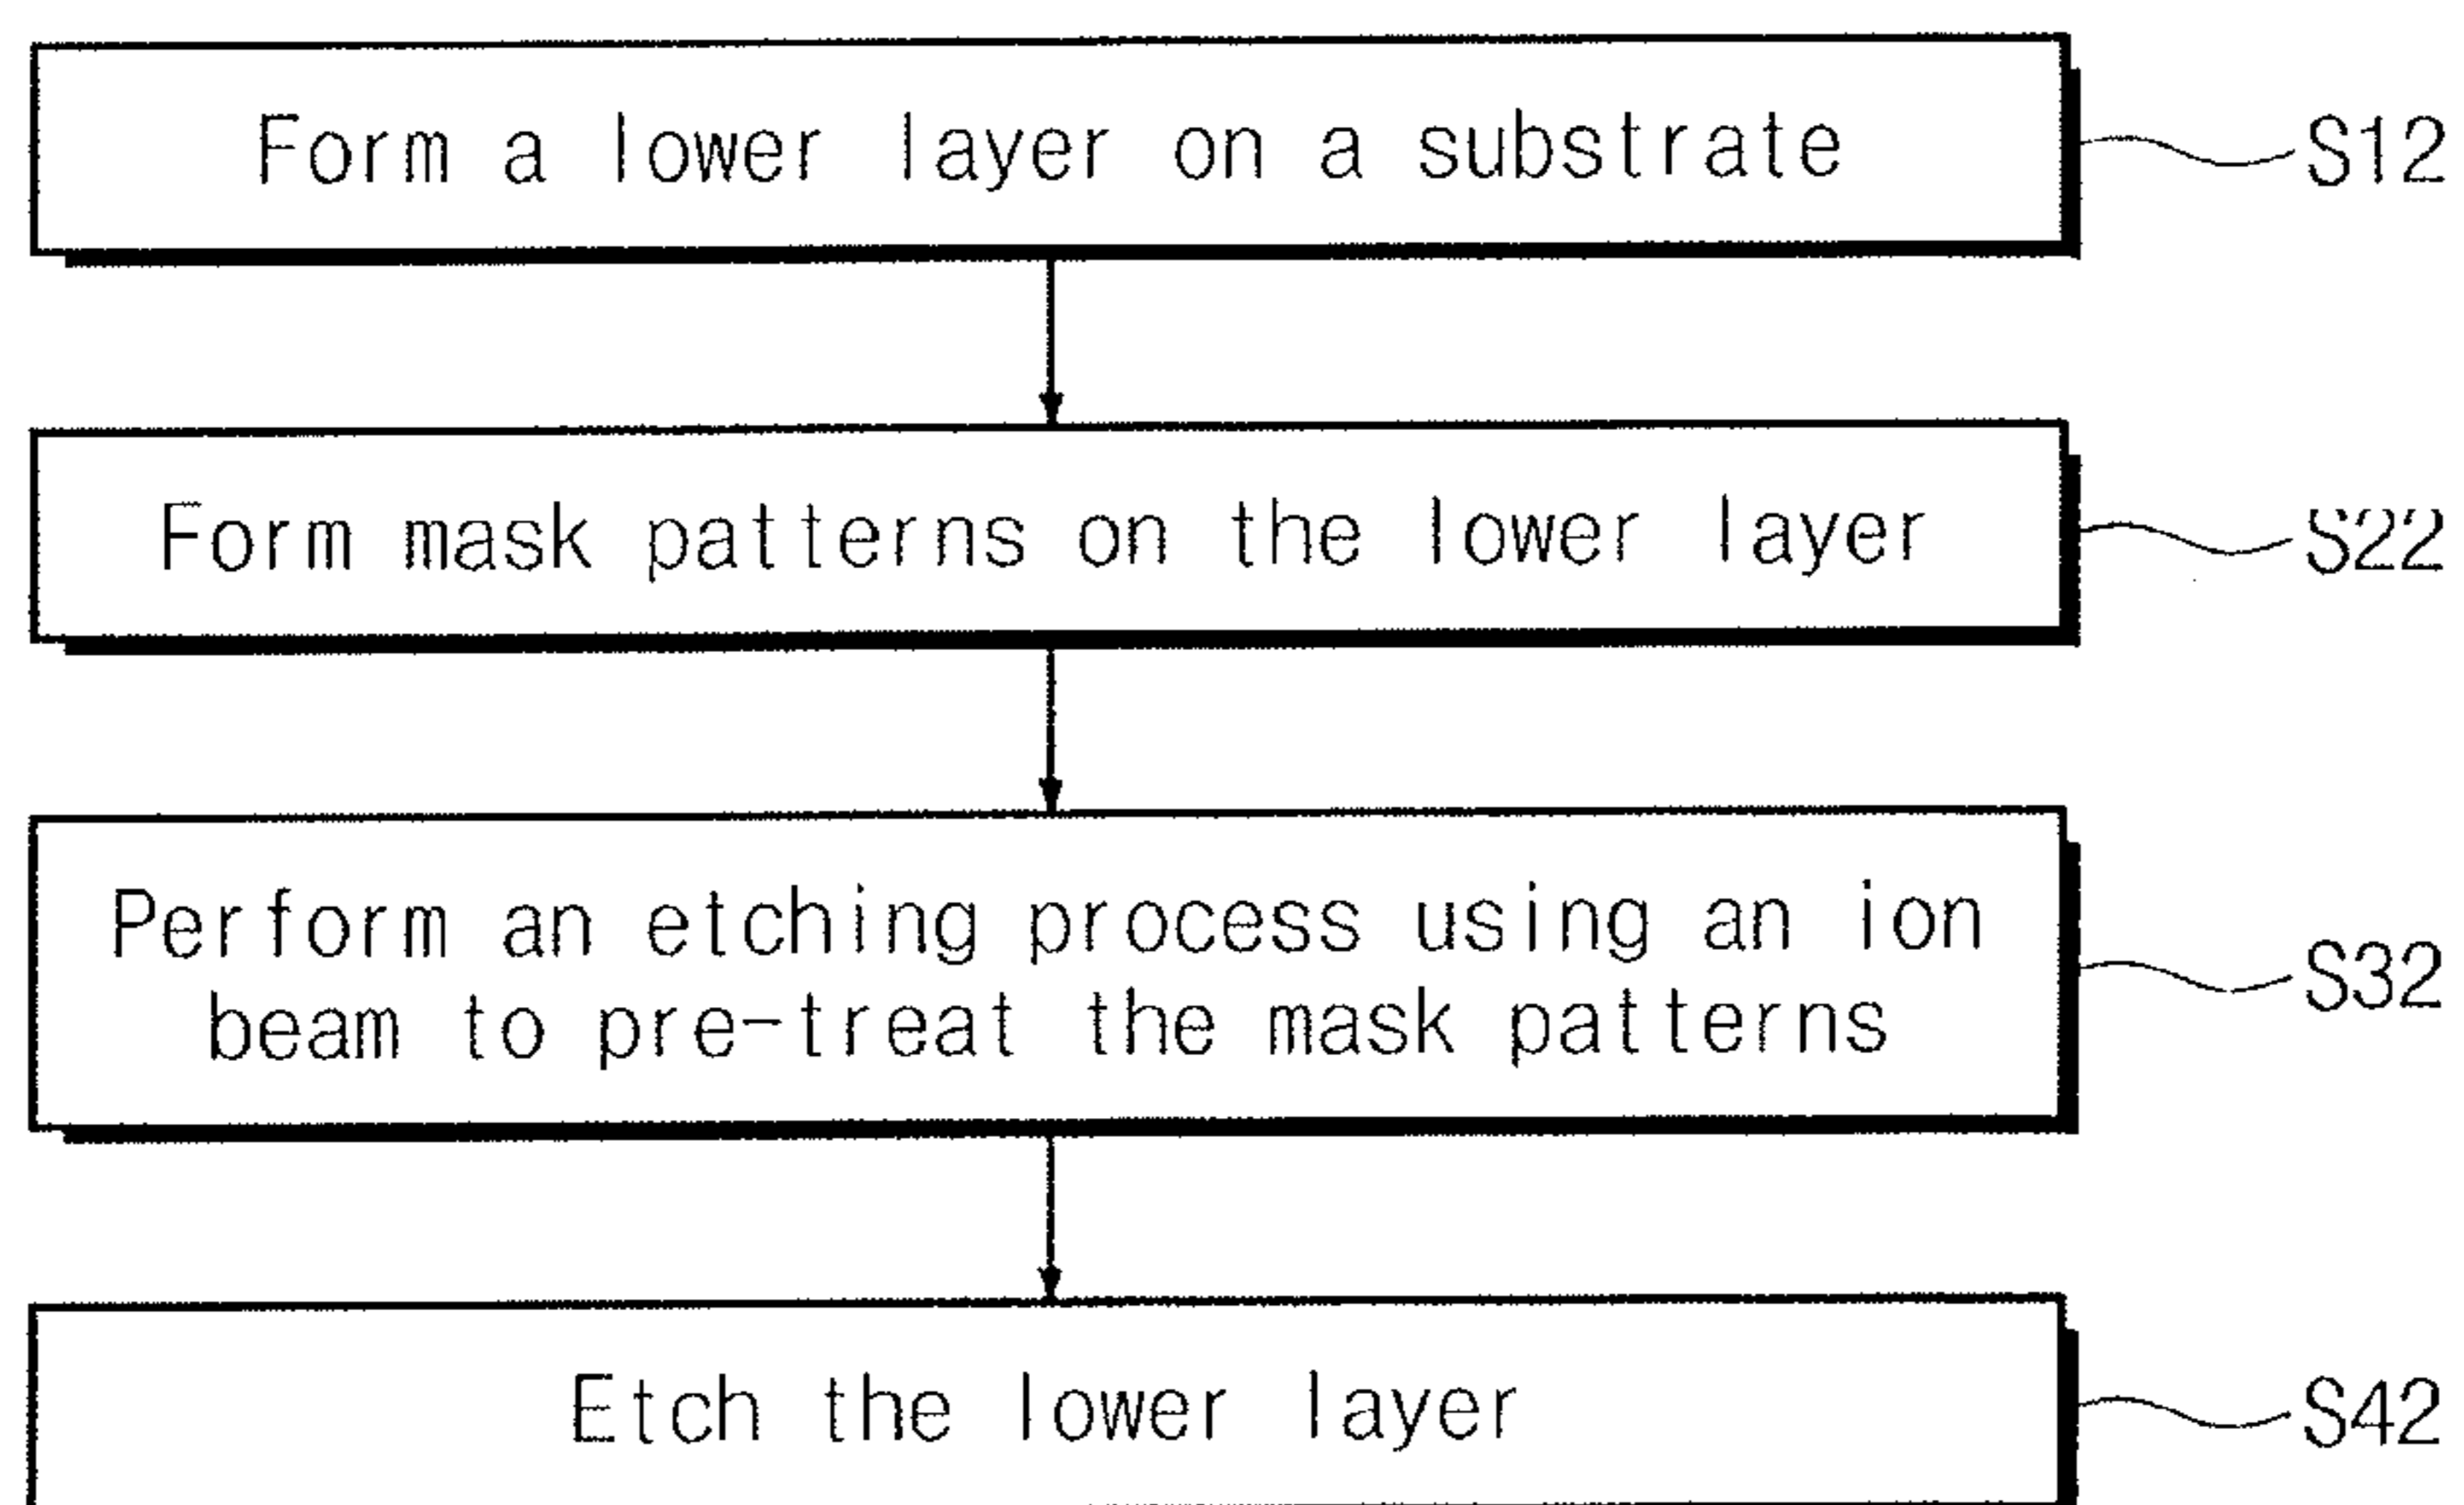 Form a lower layer on a substrate
S12
Form mask patterns on the lower layer
S22
Perform an etching process using an ion
beam to pre-treat the mask patterns
S32
Etch the lower layer
S42